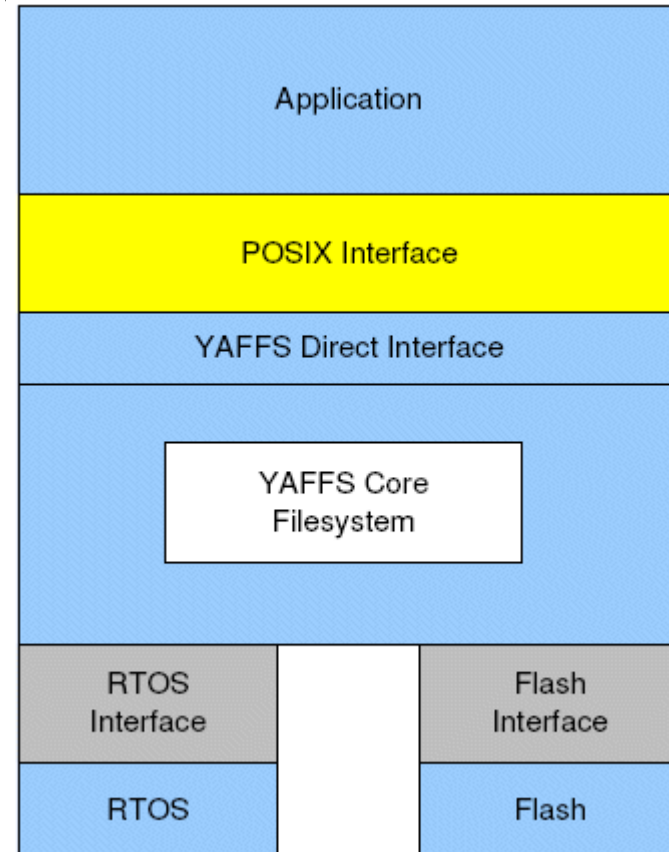 Application
POSIX Interface
YAFFS Direct Interface
YAFFS Core
Filesystem
RTOS
Interface
Flash
Interface
RTOS
Flash